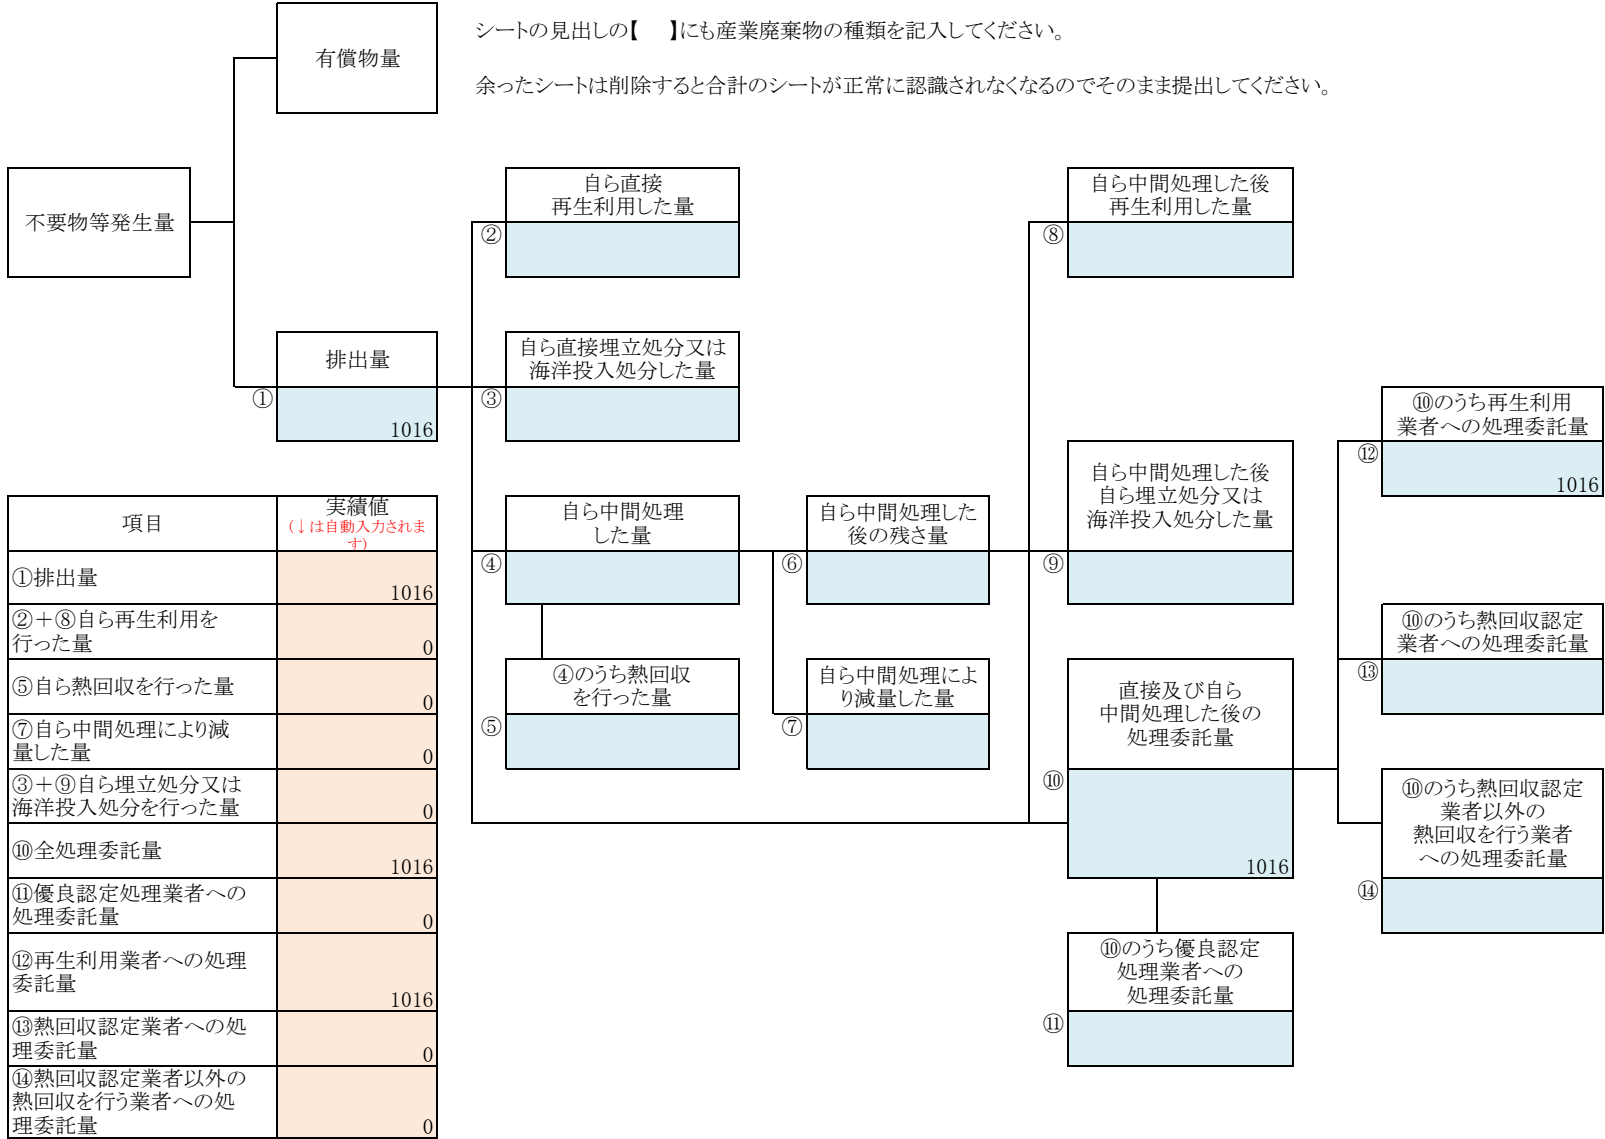 シートの見出しの【　】にも産業廃棄物の種類を記入してください。
有償物量
余ったシートは削除すると合計のシートが正常に認識されなくなるのでそのまま提出してください。
不要物等発生量
自ら直接
再生利用した量
②
自ら中間処理した後
再生利用した量
⑧
排出量
①
1016
自ら直接埋立処分又は
海洋投入処分した量
③
⑩のうち再生利用
業者への処理委託量
⑫
1016
自ら中間処理
した量
④
自ら中間処理した
後の残さ量
⑥
自ら中間処理した後
自ら埋立処分又は
海洋投入処分した量
⑨
⑩のうち熱回収認定
業者への処理委託量
⑬
④のうち熱回収
を行った量
⑤
自ら中間処理によ
り減量した量
⑦
直接及び自ら
中間処理した後の
処理委託量
⑩
1016
⑩のうち熱回収認定
業者以外の
熱回収を行う業者
への処理委託量
⑭
⑩のうち優良認定
処理業者への
処理委託量
⑪
項目
実績値
(↓は自動入力されま
す)
①排出量
1016
②＋⑧自ら再生利用を
行った量
0
⑤自ら熱回収を行った量
0
⑦自ら中間処理により減
量した量
0
③＋⑨自ら埋立処分又は
海洋投入処分を行った量
0
⑩全処理委託量
1016
⑪優良認定処理業者への
処理委託量
0
⑫再生利用業者への処理
委託量
1016
⑬熱回収認定業者への処
理委託量
0
⑭熱回収認定業者以外の
熱回収を行う業者への処
理委託量
0